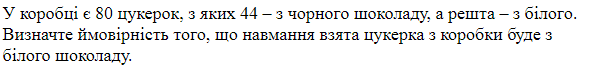 У коробці є 80 цукерок, з яких 44 – з чорного шоколаду, а решта – з білого.
Визначте ймовірність того, що навмання взята цукерка з коробки буде з
білого шоколаду.